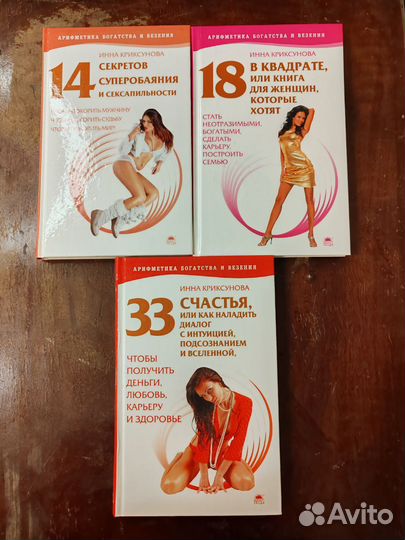 АРИФМЕТИКА БОГАТСТВА И ВЕЗЕНИЯ
ИННА КРИКСУНОВА
14 СЕКРЕТОВ
СУПЕРОБАЯНИЯ
И СЕКСАПИЛЬНОСТИ
ПОКОРИТЬ МУЖЧИНУ
АРИФМЕТИКА БОГАТСТВА И ВЕЗЕНИЯ
ИННА КРИКСУНОВА
18 В КВАДРАТЕ,
ИЛИ КНИГА
ДЛЯ ЖЕНЩИН,
КОТОРЫЕ
ХОТЯТ
СТАТЬ
НЕОТРАЗИМЫМИ,
БОГАТЫМИ,
СДЕЛАТЬ
КАРЬЕРУ,
ПОСТРОИТЬ
СЕМЬЮ
АРИФМЕТИКА БОГАТСТВА И ВЕЗЕНИЯ
ИННА КРИКСУНОВА
33 СЧАСТЬЯ,
ИЛИ КАК НАЛАДИТЬ
ДИАЛОГ
С ИНТУИЦИЕЙ,
ПОДСОЗНАНИЕМ
И ВСЕЛЕННОЙ,
ЧТОБЫ
ПОЛУЧИТЬ
ДЕНЬГИ,
ЛЮБОВЬ,
КАРЬЕРУ
И ЗДОРОВЬЕ
Avito